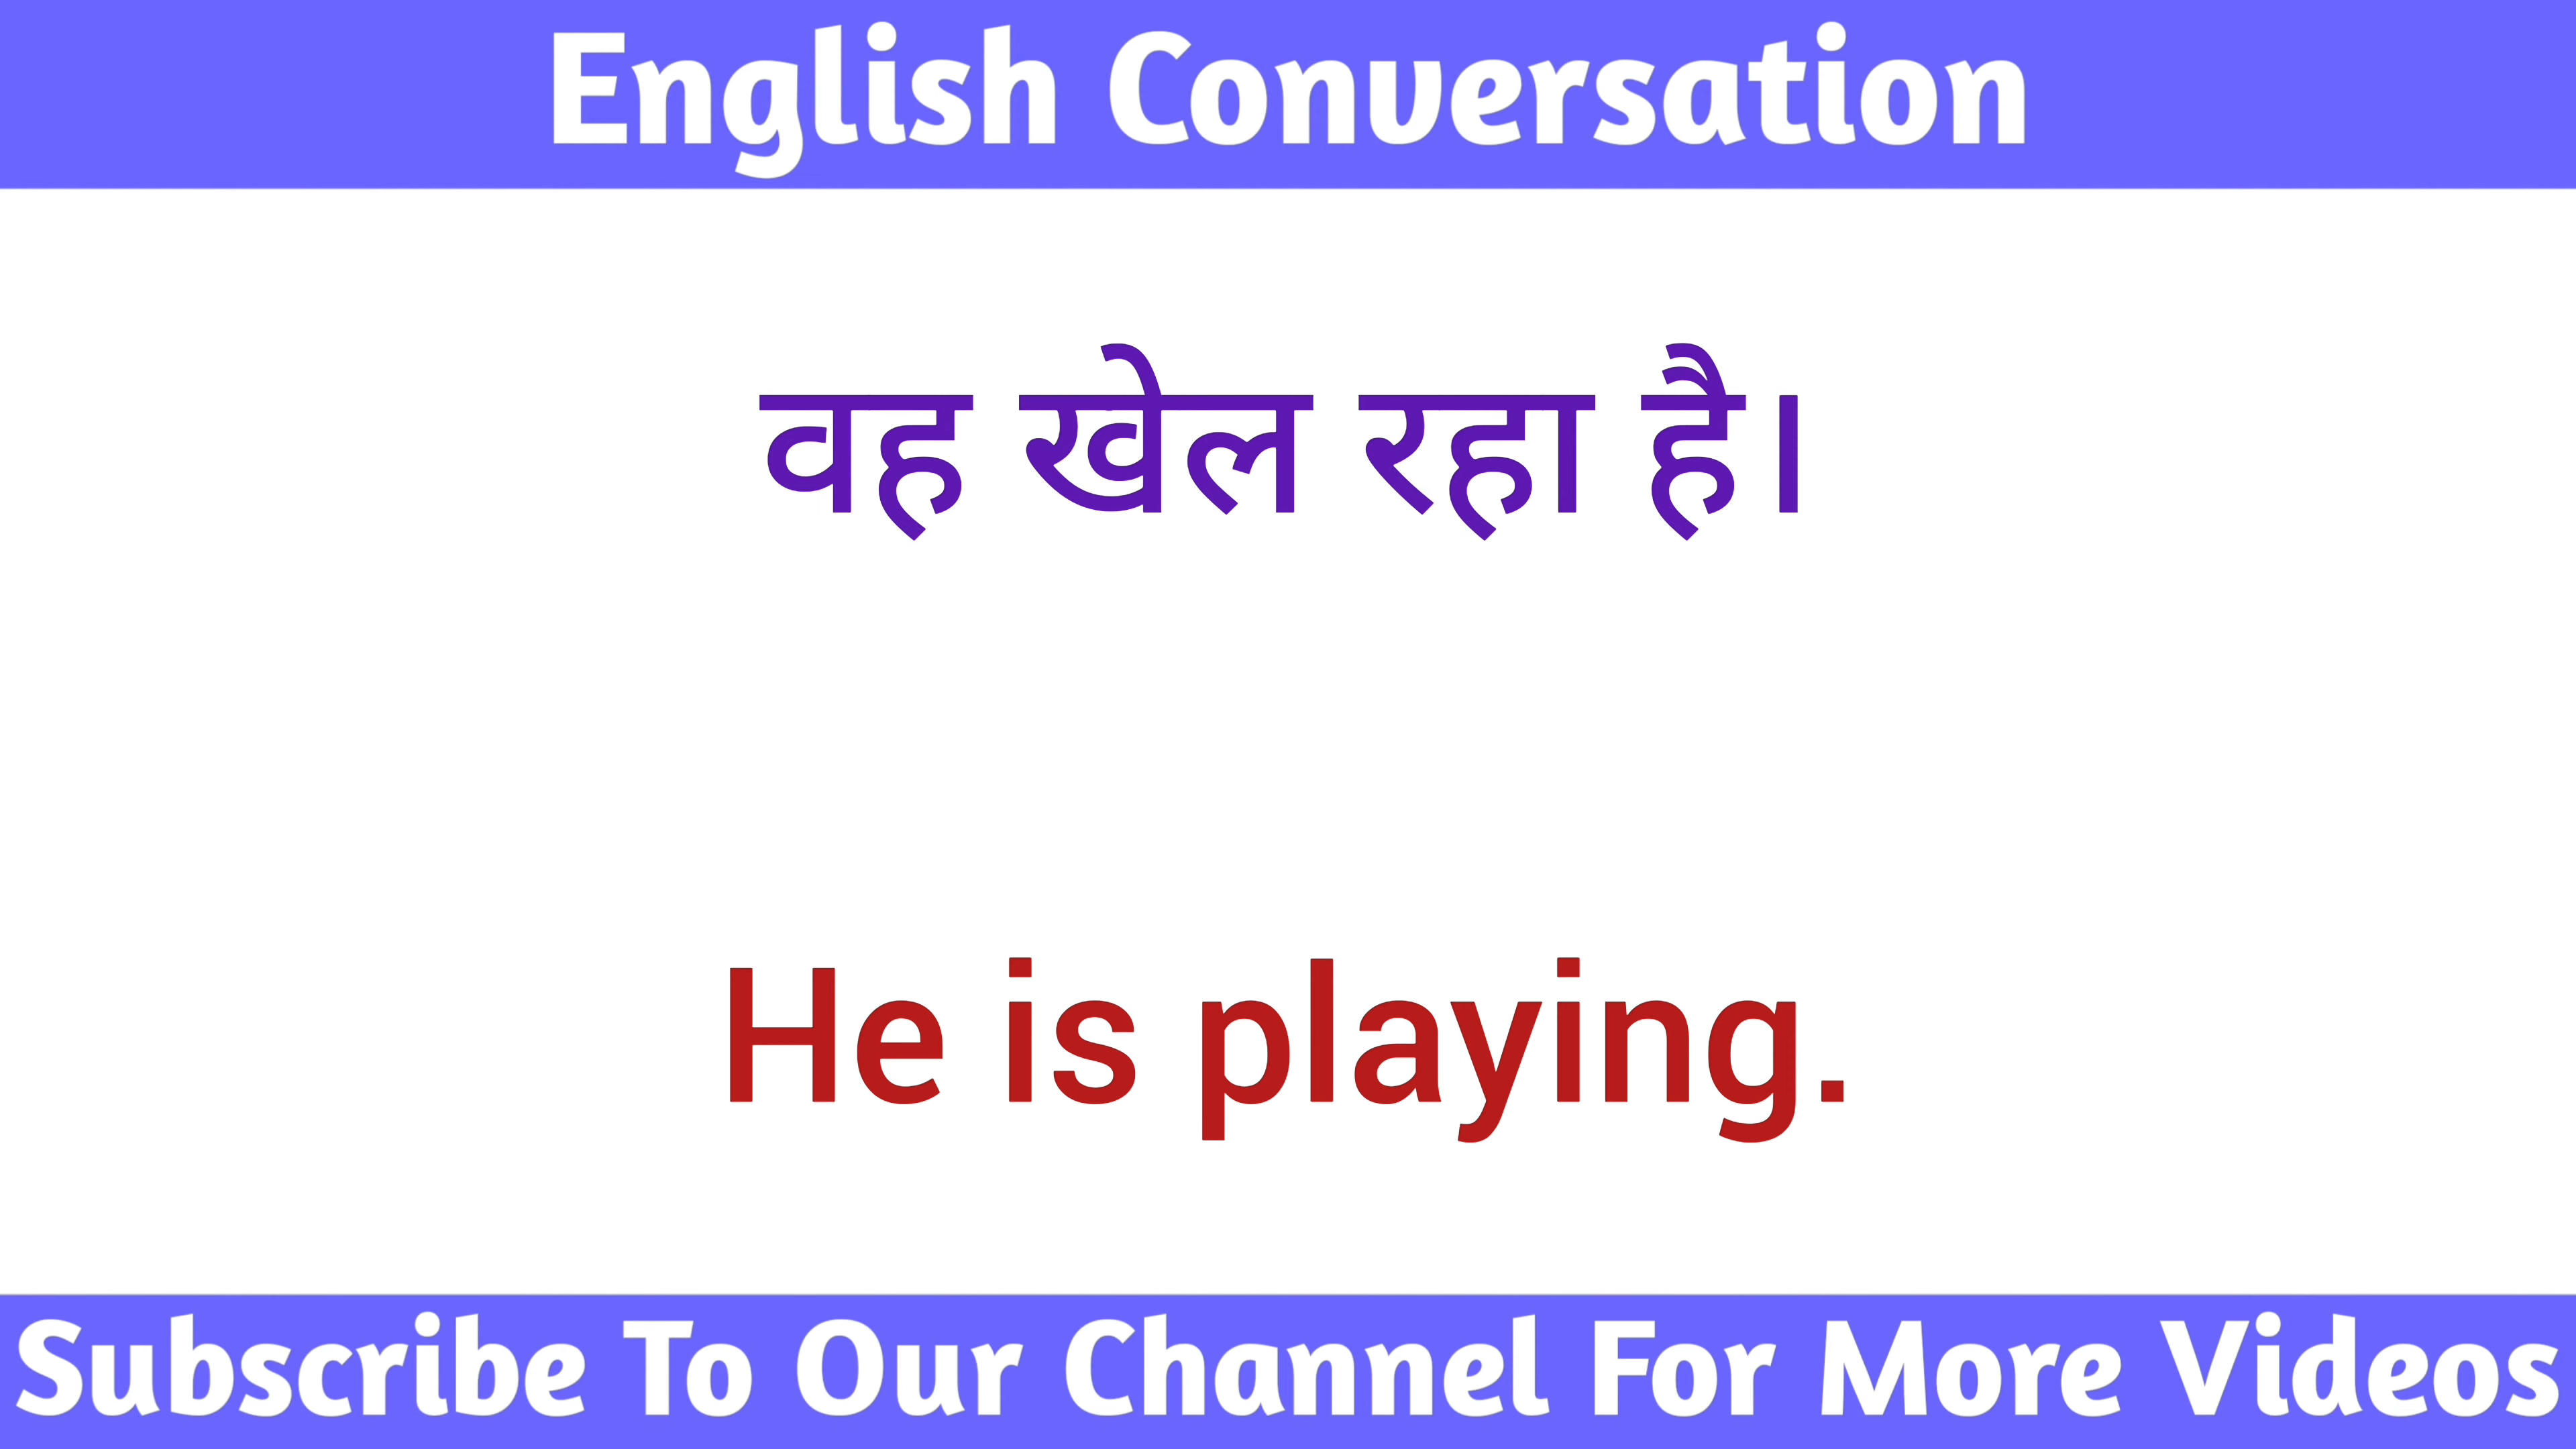 English Conversation
वह खेल रहा है।
He is playing.
Subscribe To Our Channel For More Videos